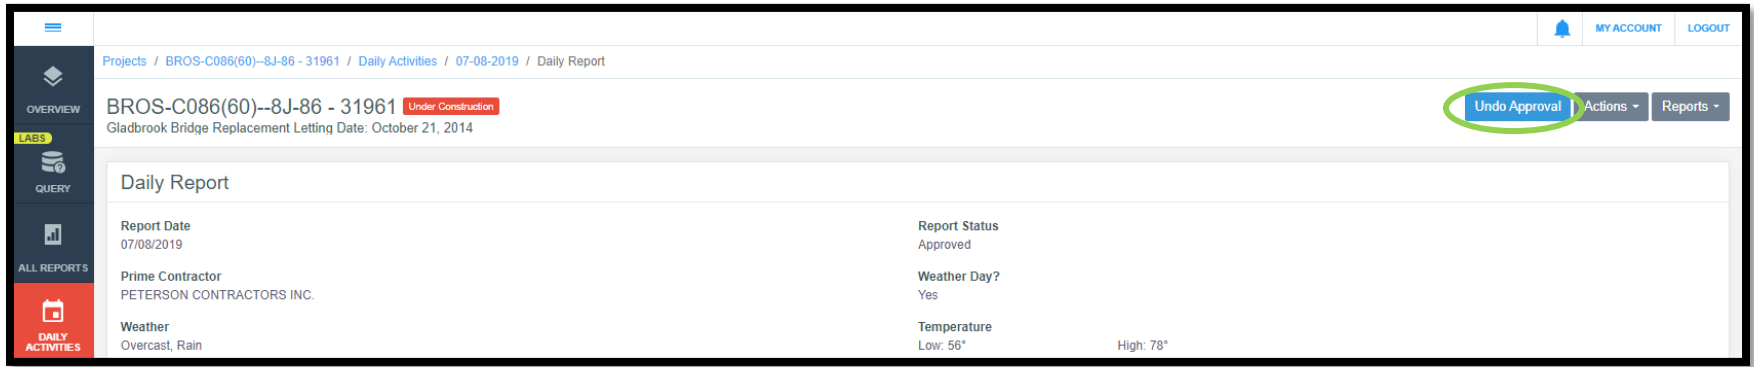 MY ACCOUNT LOGOUT
Projects / BROS-C086(60)--8J-86 - 31961 / Daily Activities / 07-08-2019 / Daily Report
OVERVIEW
LABS
QUERY
ALL REPORTS
DAILY
ACTIVITIES
BROS-C086(60)--8J-86 - 31961 Under Construction
Gladbrook Bridge Replacement Letting Date: October 21, 2014
Undo Approval Actions Reports
Daily Report
Report Date
07/08/2019
Report Status
Approved
Prime Contractor
PETERSON CONTRACTORS INC.
Weather Day?
Yes
Weather
Overcast, Rain
Temperature
Low: 56° High: 78°